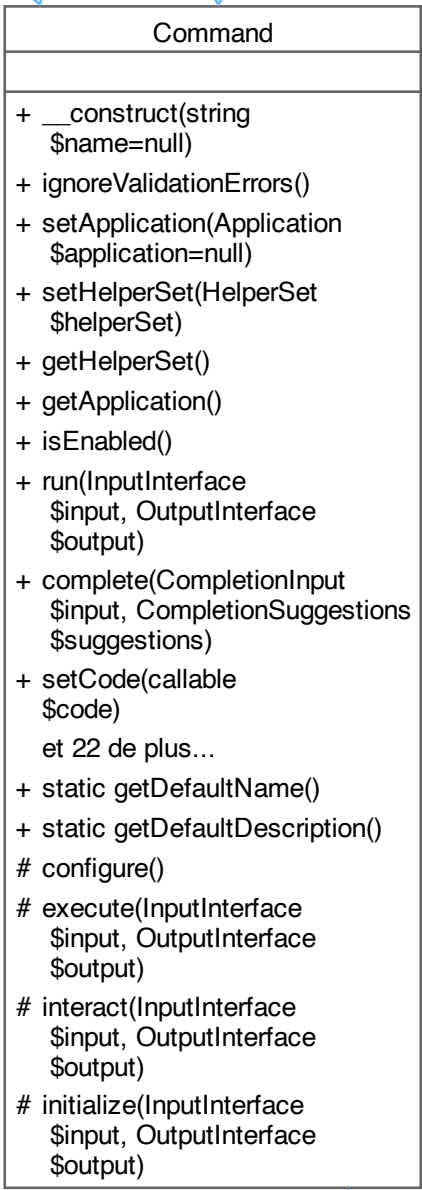 Command
+ __construct(string
$name=null)
+ ignoreValidationErrors()
+ setApplication(Application
$application=null)
+ setHelperSet(HelperSet
$helperSet)
+ getHelperSet()
+ getApplication()
+ isEnabled()
+ run(InputInterface
$input, OutputInterface
$output)
+ complete(CompletionInput
$input, CompletionSuggestions
$suggestions)
+ setCode(callable
$code)
et 22 de plus...
+ static getDefaultName()
+ static getDefaultDescription()
# configure()
# execute(InputInterface
$input, OutputInterface
$output)
# interact(InputInterface
$input, OutputInterface
$output)
# initialize(InputInterface
$input, OutputInterface
$output)